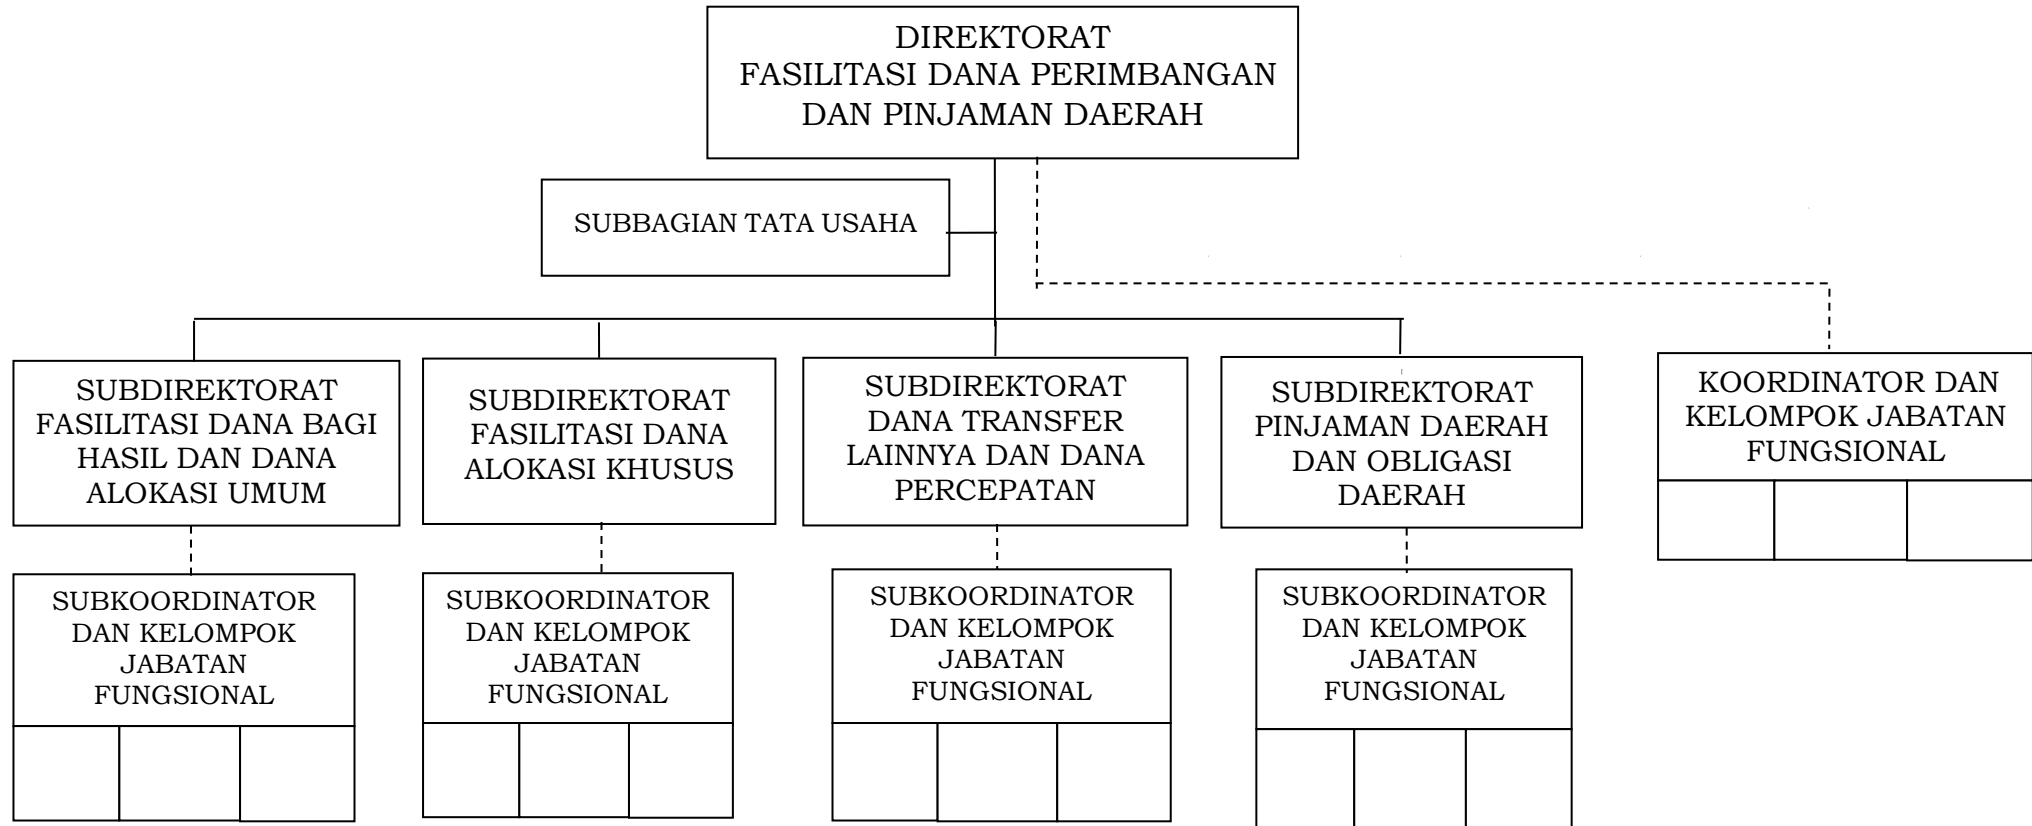 DIREKTORAT
FASILITASI DANA PERIMBANGAN
DAN PINJAMAN DAERAH
SUBBAGIAN TATA USAHA
SUBDIREKTORAT
FASILITASI DANA BAGI
HASIL DAN DANA
ALOKASI UMUM
SUBDIREKTORAT
FASILITASI DANA
ALOKASI KHUSUS
SUBDIREKTORAT
DANA TRANSFER
LAINNYA DAN DANA
PERCEPATAN
SUBDIREKTORAT
PINJAMAN DAERAH
DAN OBLIGASI
DAERAH
KOORDINATOR DAN
KELOMPOK JABATAN
FUNGSIONAL
SUBKOORDINATOR
DAN KELOMPOK
JABATAN
FUNGSIONAL
SUBKOORDINATOR
DAN KELOMPOK
JABATAN
FUNGSIONAL
SUBKOORDINATOR
DAN KELOMPOK
JABATAN
FUNGSIONAL
SUBKOORDINATOR
DAN KELOMPOK
JABATAN
FUNGSIONAL